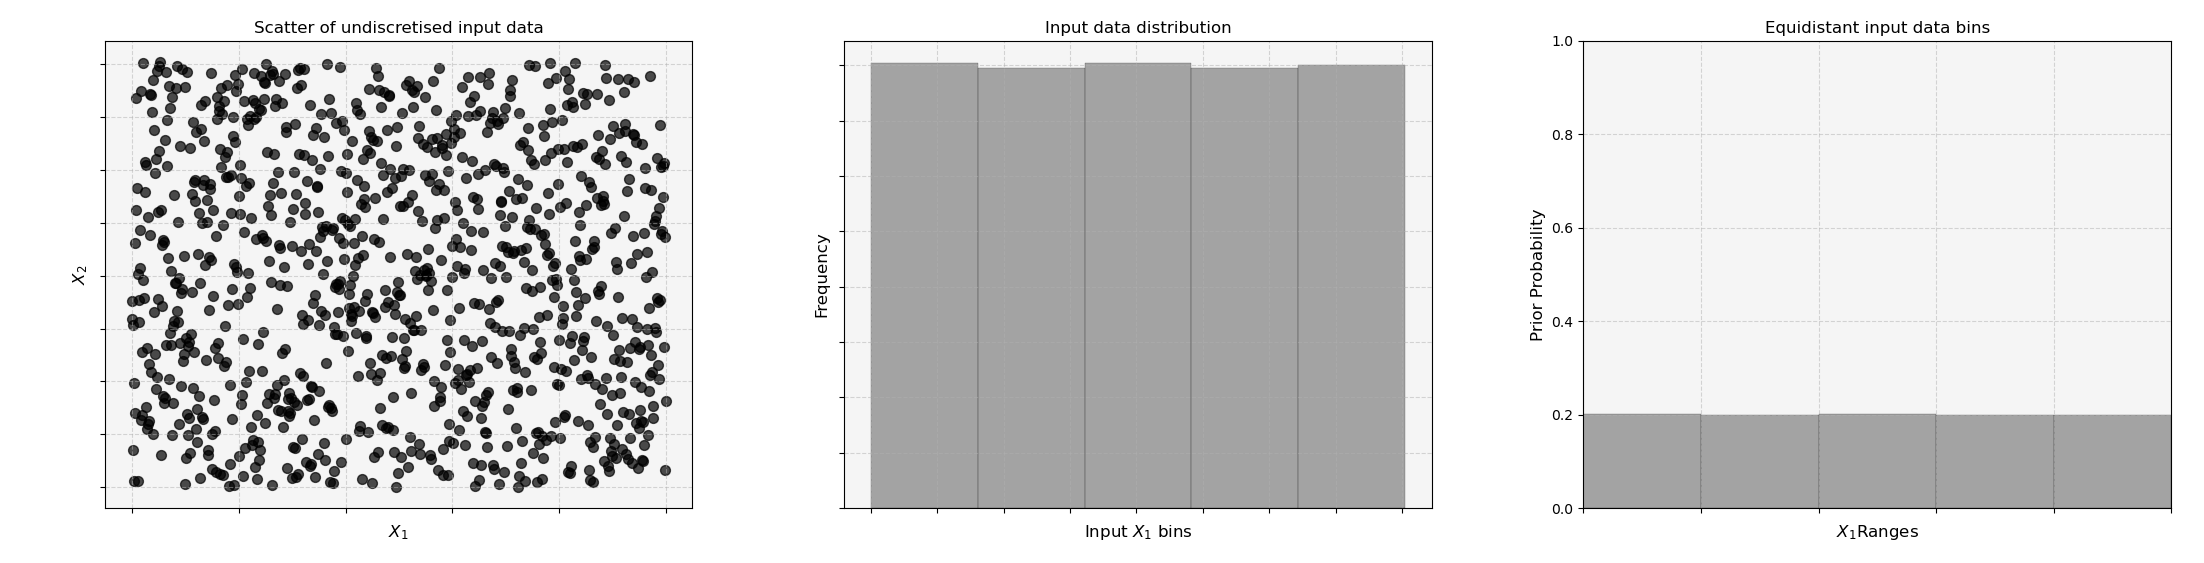 Scatter of undiscretised input data
X₂
X₁
Input data distribution
Frequency
Input X₁ bins
Equidistant input data bins
Prior Probability
1.0
0.8
0.6
0.4
0.2
0.0
X₁Ranges